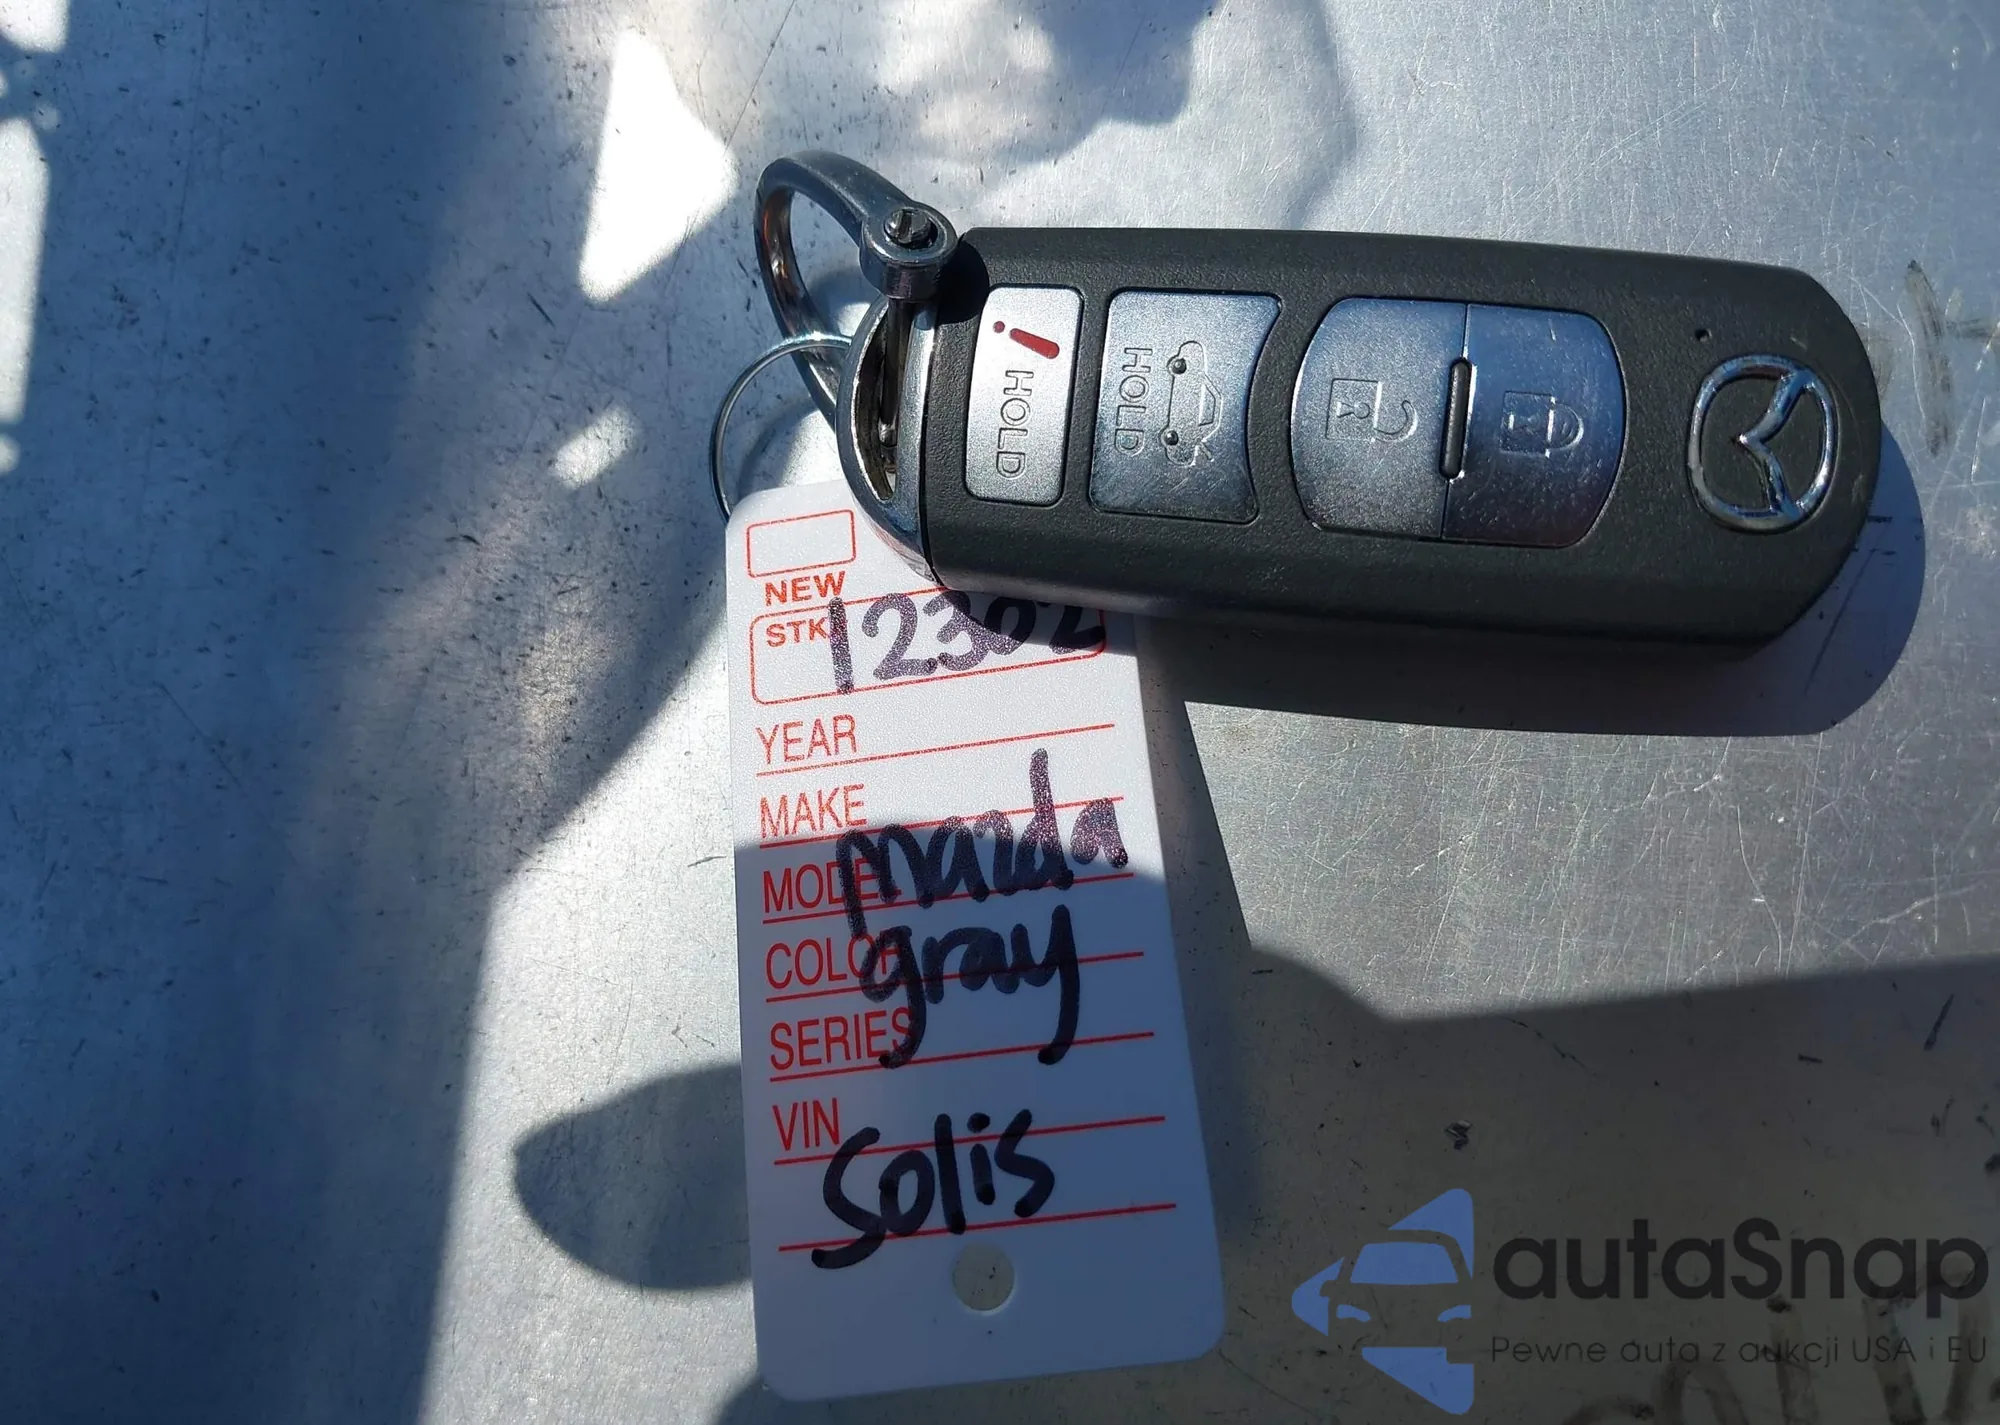 ! HOLD
HOLD
NEW
STK 12302
YEAR
MAKE
mazda
MODEL
gray
COLOR
SERIES
VIN
Solis
autaSnap
Pewne auta z aukcji USA i EU